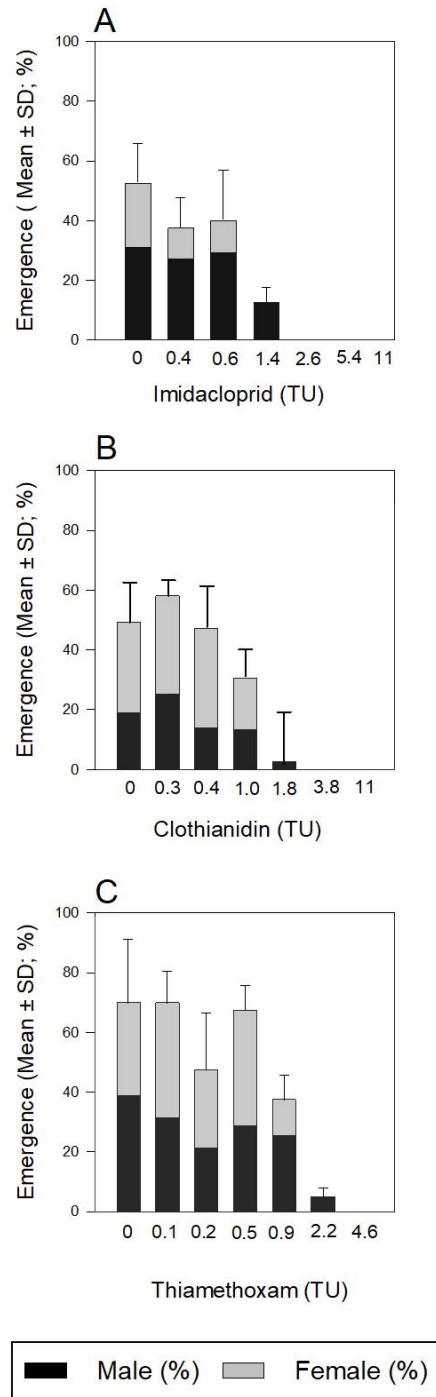 A
Emergence ( Mean ± SD; %)
100
80
60
40
20
0
0 0.4 0.6 1.4 2.6 5.4 11
Imidacloprid (TU)
B
Emergence (Mean ± SD; %)
100
80
60
40
20
0
0 0.3 0.4 1.0 1.8 3.8 11
Clothianidin (TU)
C
Emergence (Mean ± SD; %)
100
80
60
40
20
0
0 0.1 0.2 0.5 0.9 2.2 4.6
Thiamethoxam (TU)
Male (%) Female (%)